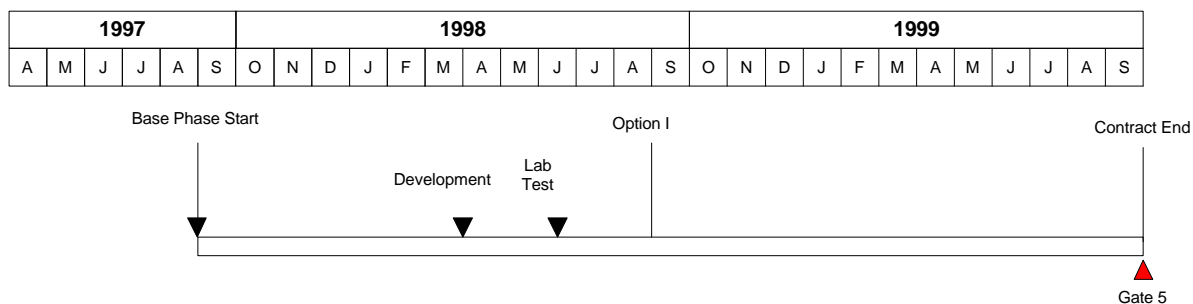 1997 1998 1999
A M J J A S O N D J F M A M J J A S O N D J F M A M J J A S
Base Phase Start
Option I
Contract End
Development
Lab
Test
Gate 5